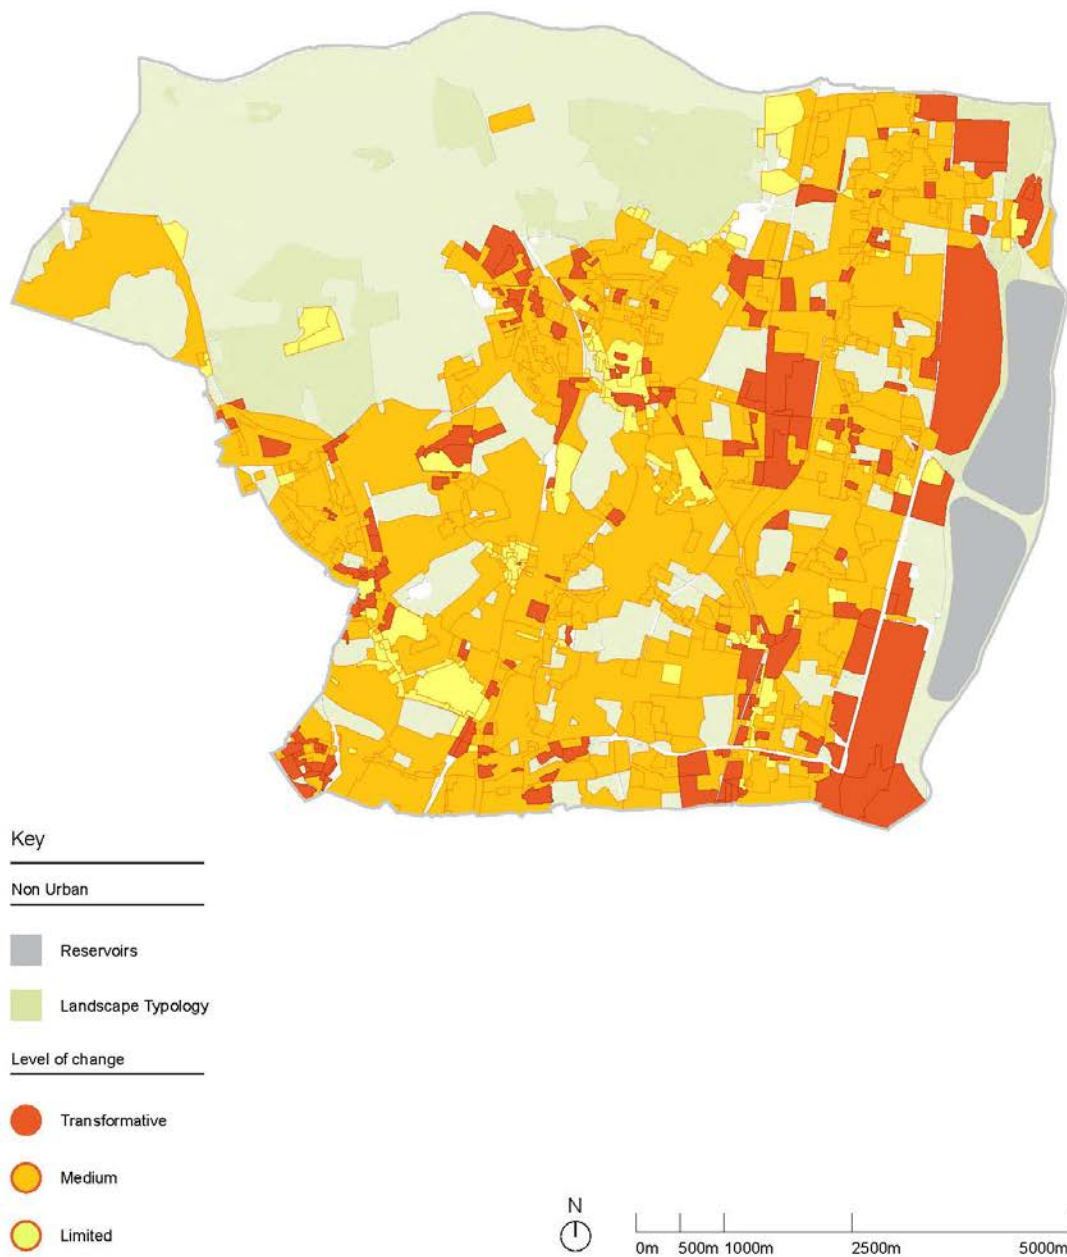 Key
Non Urban
Reservoirs
Landscape Typology
Level of change
Transformative
Medium
Limited
N
0m 500m 1000m 2500m 5000m